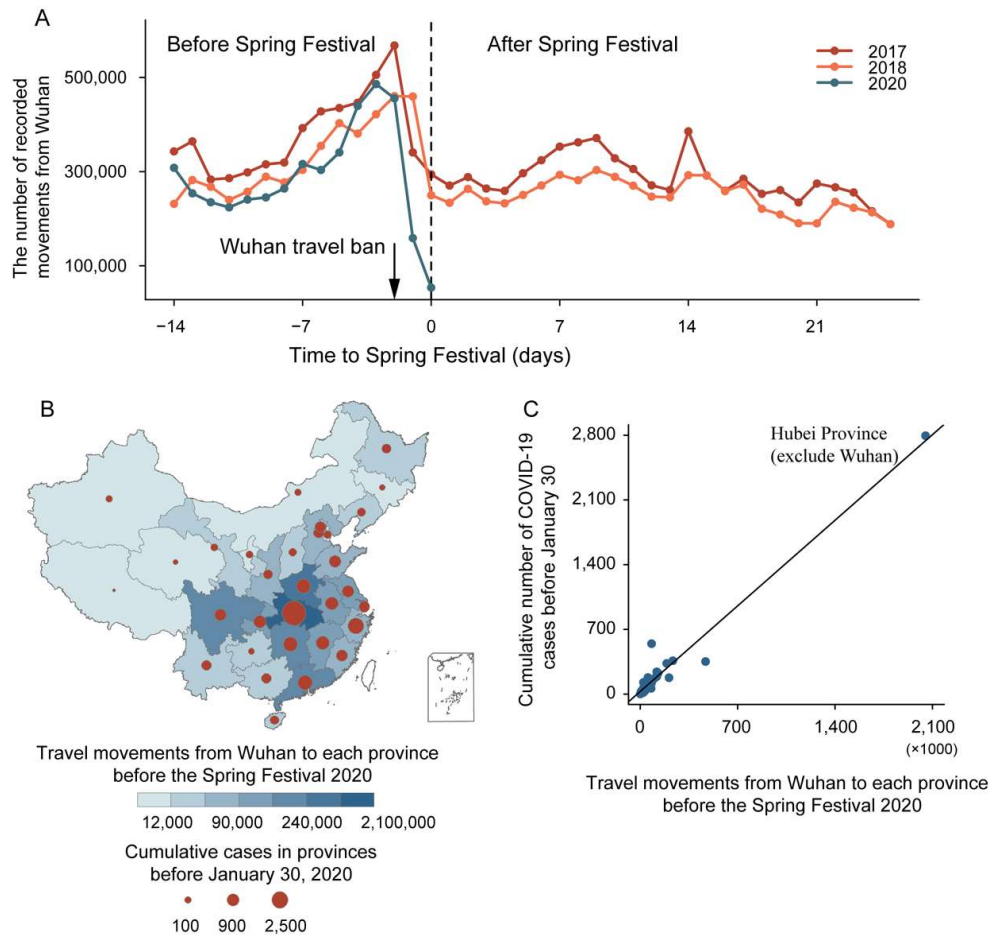 A
Before Spring Festival
After Spring Festival
2017
2018
2020
The number of recorded
movements from Wuhan
500,000
300,000
100,000
Wuhan travel ban
−14
−7
0
7
14
21
Time to Spring Festival (days)
B
Travel movements from Wuhan to each province
before the Spring Festival 2020
12,000
90,000
240,000
2,100,000
Cumulative cases in provinces
before January 30, 2020
100
900
2,500
C
Cumulative number of COVID-19
cases before January 30
2,800
2,100
1,400
700
0
Hubei Province
(exclude Wuhan)
0
700
1,400
2,100
(×1000)
Travel movements from Wuhan to each province
before the Spring Festival 2020